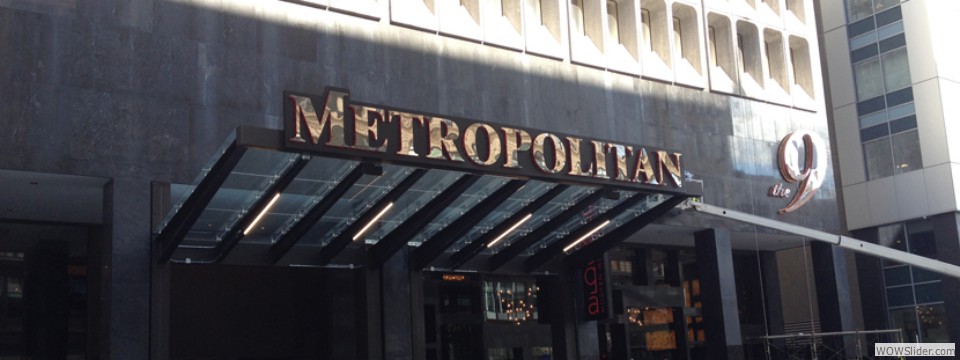 METROPOLITAN
the 9
WOWSlider.com